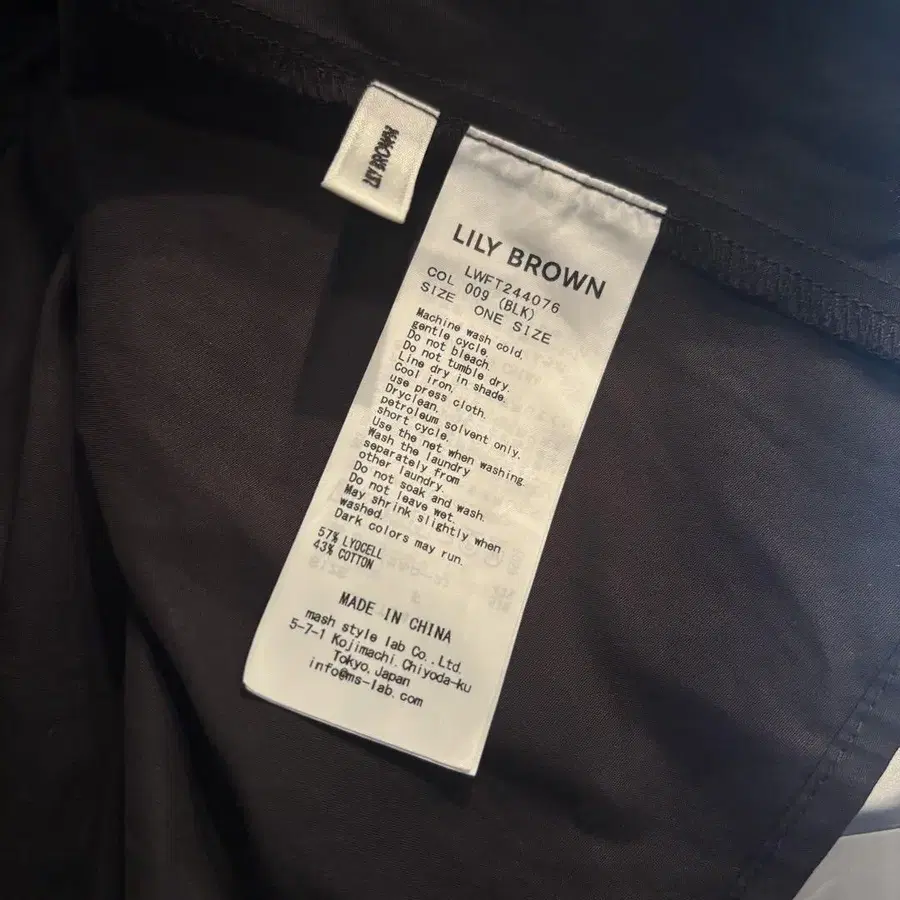 LILY BROWN
LILY BROWN
LWFT244076
COL 009 (BLK)
SIZE ONE SIZE
Machine wash cold.
gentle cycle.
Do not bleach.
Do not tumble dry.
Line dry in shade.
Cool iron.
use press cloth.
Dryclean.
petroleum solvent only.
short cycle.
Use the net when washing.
Wash the laundry
separately from
other laundry.
Do not soak and wash.
Do not leave wet.
May shrink slightly when
washed.
Dark colors may run.
57% LYOCELL
43% COTTON
MADE IN CHINA
mash style lab Co.,Ltd.
5-7-1 Kojimachi,Chiyoda-ku
Tokyo,Japan
info@ms-lab.com